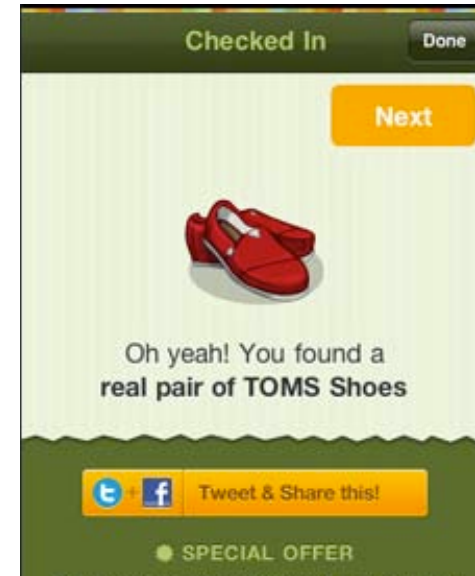 Checked In
Done
Next
Oh yeah! You found a
real pair of TOMS Shoes
t + f Tweet & Share this!
SPECIAL OFFER